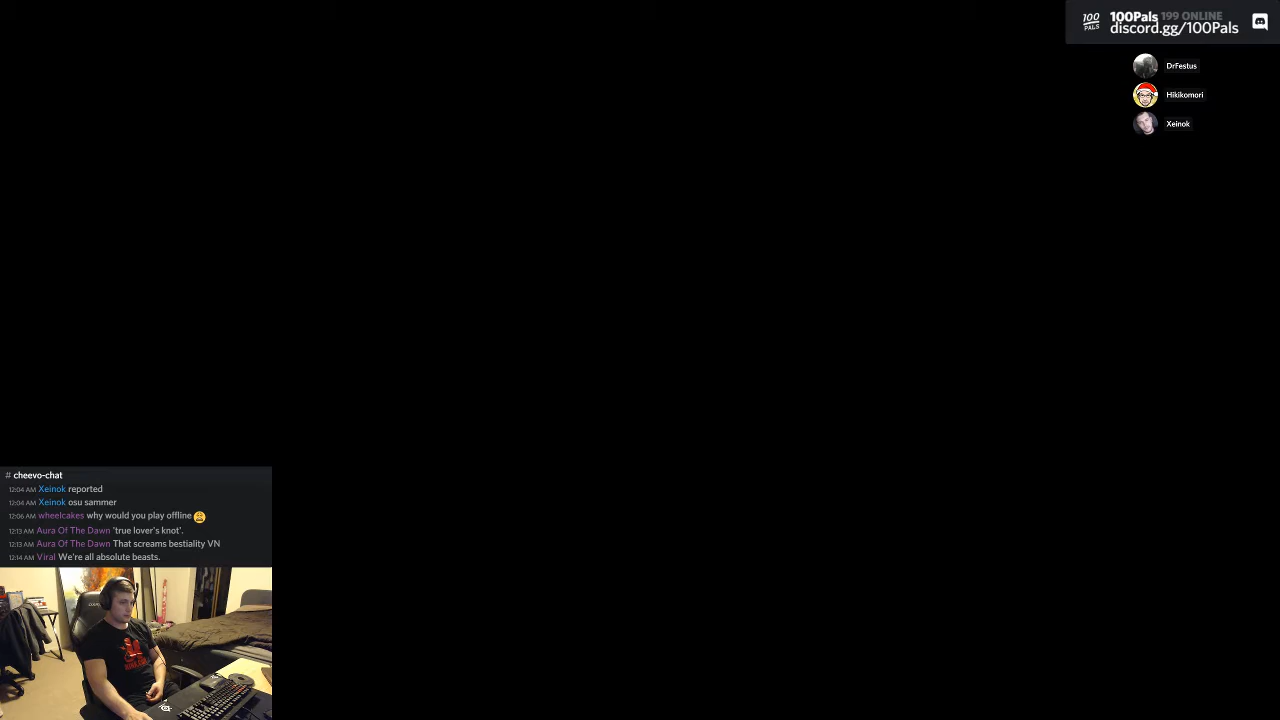 100 PALS
100Pals 199 ONLINE
discord.gg/100Pals
DrFestus
Hikikomori
Xeinok
# cheevo-chat
12:04 AM Xeinok reported
12:04 AM Xeinok osu sammer
12:06 AM wheelcakes why would you play offline
12:13 AM Aura Of The Dawn 'true lover's knot'.
12:13 AM Aura Of The Dawn That screams bestiality VN
12:14 AM Viral We're all absolute beasts.